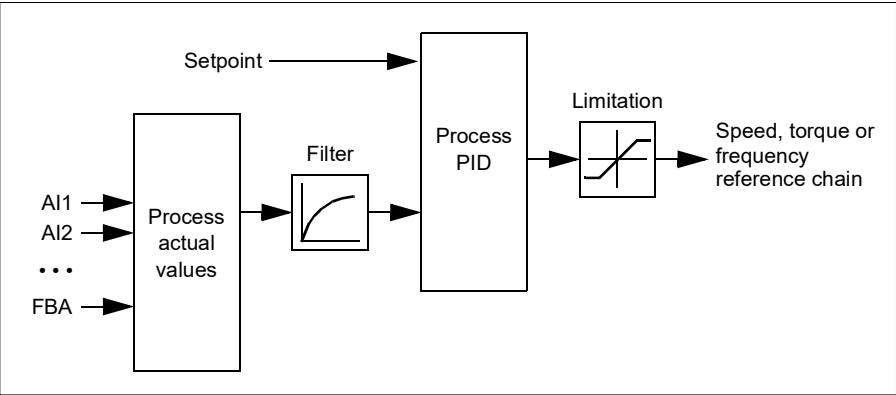 Setpoint
Process
PID
Limitation
Speed, torque or
frequency
reference chain
Filter
AI1
AI2
• • •
FBA
Process
actual
values